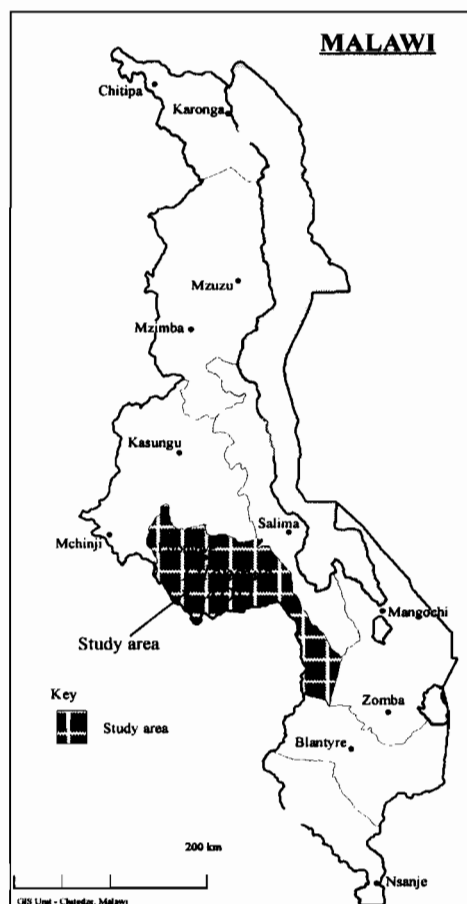 MALAWI
Chitipa
Karonga
Mzuzu
Mzimba
Kasungu
Salima
Mchinji
Mangochi
Study area
Key
Study area
Zomba
Blantyre
200 km
Nsanje
GIS Unit - Chitedze, Malawi